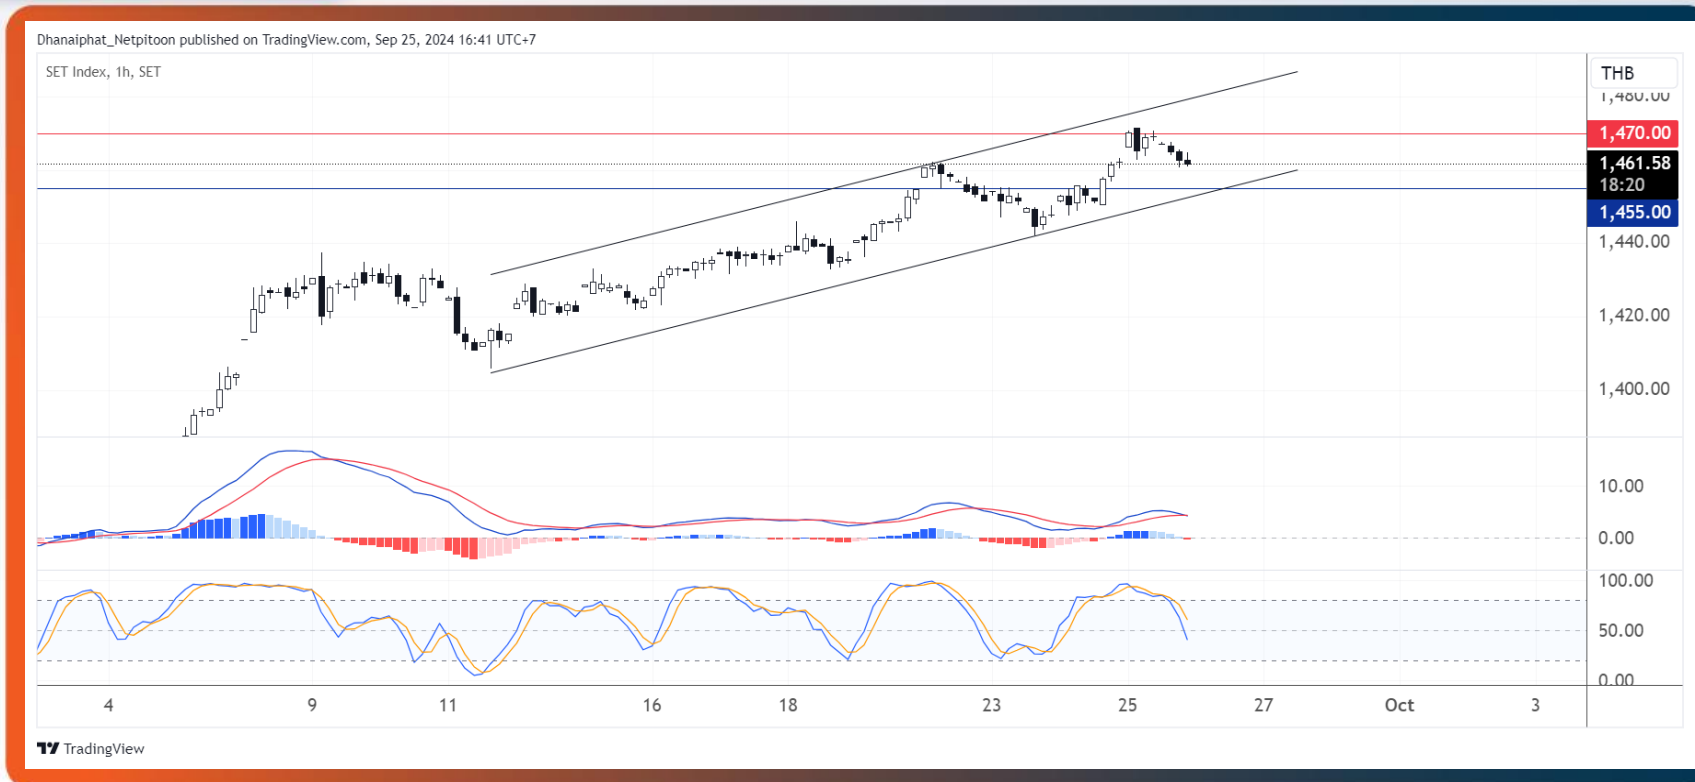 Dhanaiphat_Netpitoon published on TradingView.com, Sep 25, 2024 16:41 UTC+7
SET Index, 1h, SET
THB
1,480.00
1,470.00
1,461.58
18:20
1,455.00
1,440.00
1,420.00
1,400.00
10.00
0.00
100.00
50.00
0.00
4 9 11 16 18 23 25 27 Oct 3
TradingView